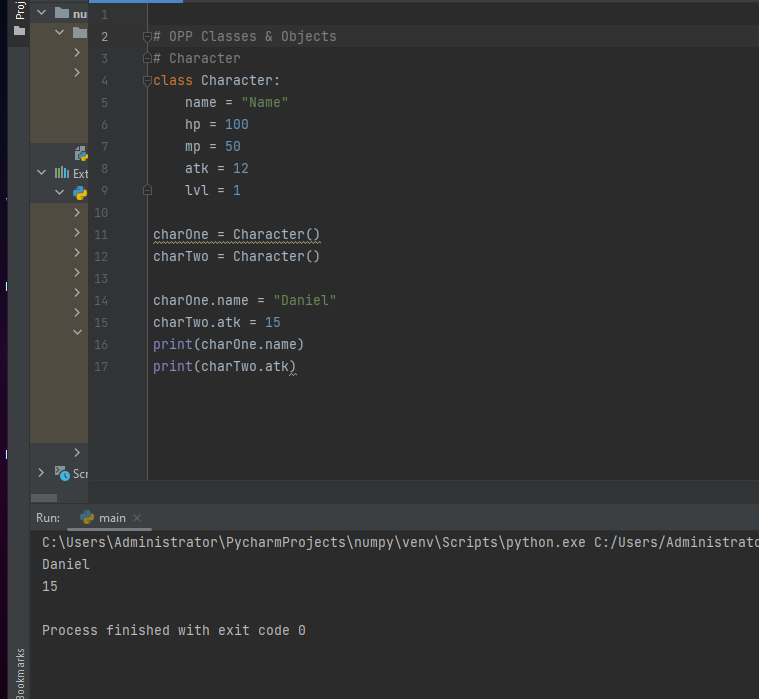 Proj
nu
Ext
Scr
Bookmarks
1
2 # OPP Classes & Objects
3 # Character
4 class Character:
5 name = "Name"
6 hp = 100
7 mp = 50
8 atk = 12
9 lvl = 1
10
11 charOne = Character()
12 charTwo = Character()
13
14 charOne.name = "Daniel"
15 charTwo.atk = 15
16 print(charOne.name)
17 print(charTwo.atk)
Run: main
C:\Users\Administrator\PycharmProjects\numpy\venv\Scripts\python.exe C:/Users/Administrato
Daniel
15
Process finished with exit code 0